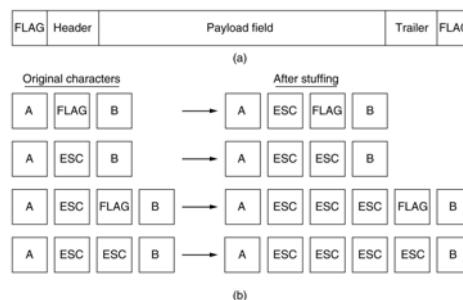 FLAG Header Payload field Trailer FLAG
(a)
Original characters After stuffing
A FLAG B A ESC FLAG B
A ESC B A ESC ESC B
A ESC FLAG B A ESC ESC ESC FLAG B
A ESC ESC B A ESC ESC ESC ESC B
(b)